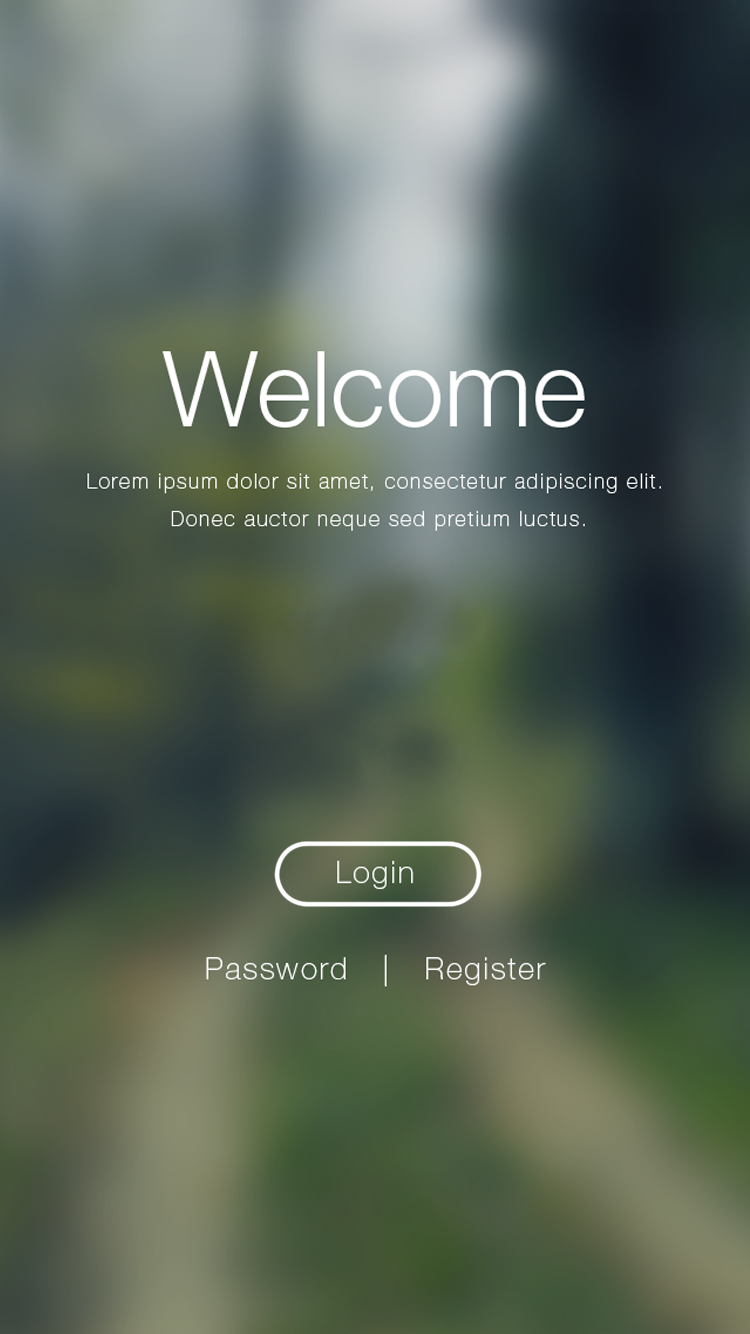 Welcome
Lorem ipsum dolor sit amet, consectetur adipiscing elit.
Donec auctor neque sed pretium luctus.
Login
Password | Register